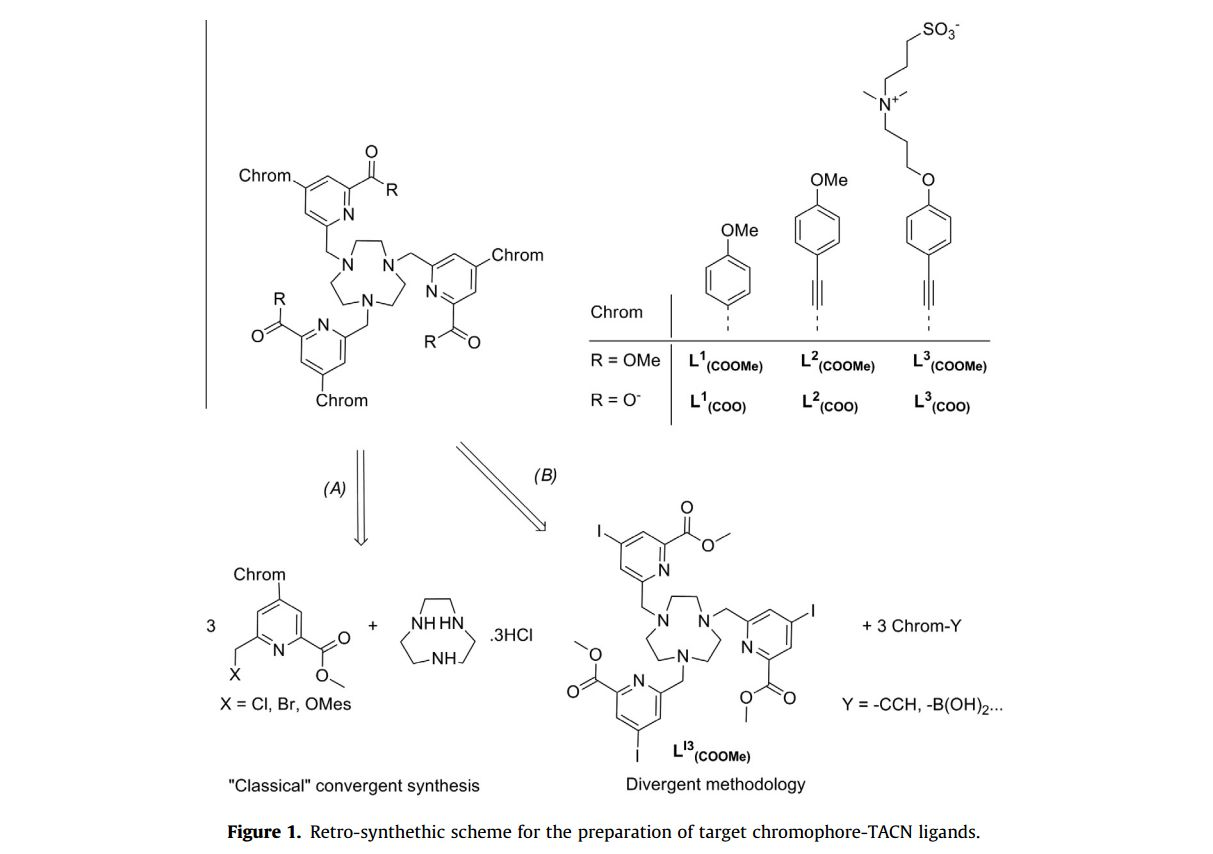 SO3-
N+
O
OMe
OMe
Chrom
O
R
N
N
N
Chrom
N
R
O
N
N
O
R
Chrom
Chrom
R = OMe L1(COOMe) L2(COOMe) L3(COOMe)
R = O- L1(COO) L2(COO) L3(COO)
(A)
(B)
Chrom
3
N
O
O
X
+
NH HN
NH
.3HCl
X = Cl, Br, OMes
I
O
O
N
N
N
I
N
N
O
O
O
O
I
LI3(COOMe)
+ 3 Chrom-Y
Y = -CCH, -B(OH)2...
"Classical" convergent synthesis
Divergent methodology
Figure 1. Retro-synthethic scheme for the preparation of target chromophore-TACN ligands.